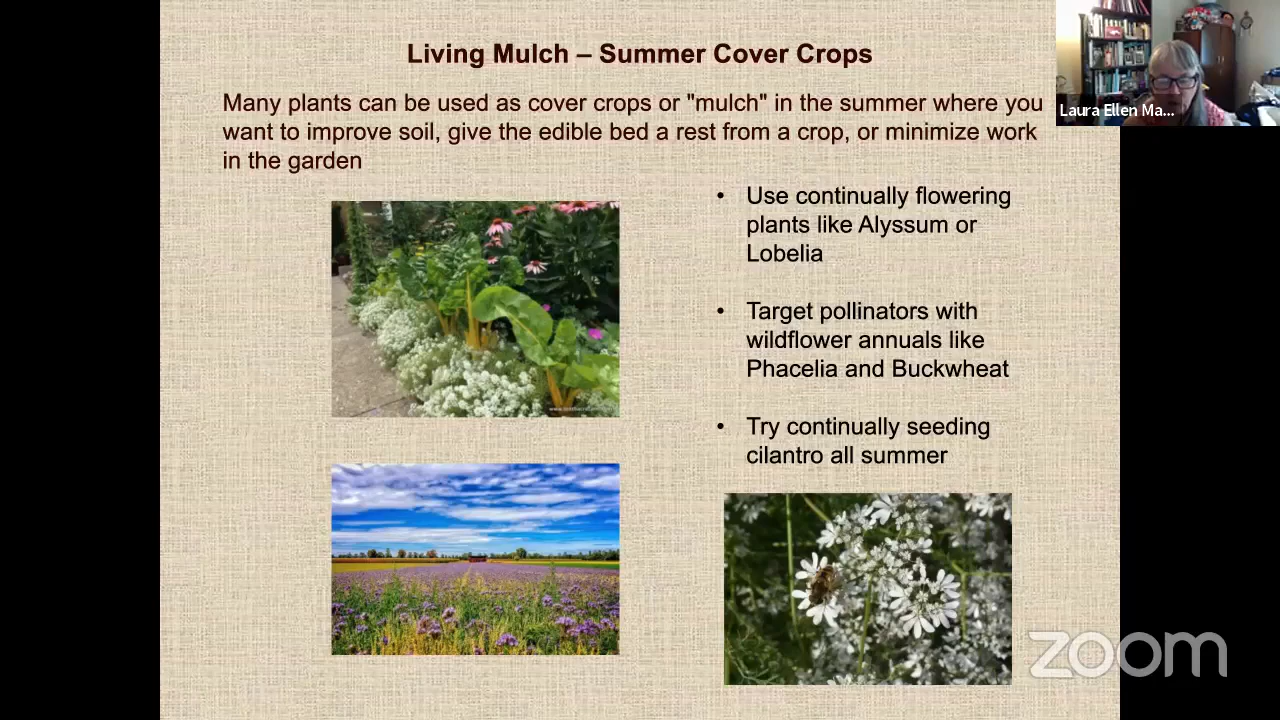 Living Mulch – Summer Cover Crops
Many plants can be used as cover crops or "mulch" in the summer where you
want to improve soil, give the edible bed a rest from a crop, or minimize work
in the garden
Laura Ellen Ma...
• Use continually flowering
plants like Alyssum or
Lobelia
• Target pollinators with
wildflower annuals like
Phacelia and Buckwheat
• Try continually seeding
cilantro all summer
zoom